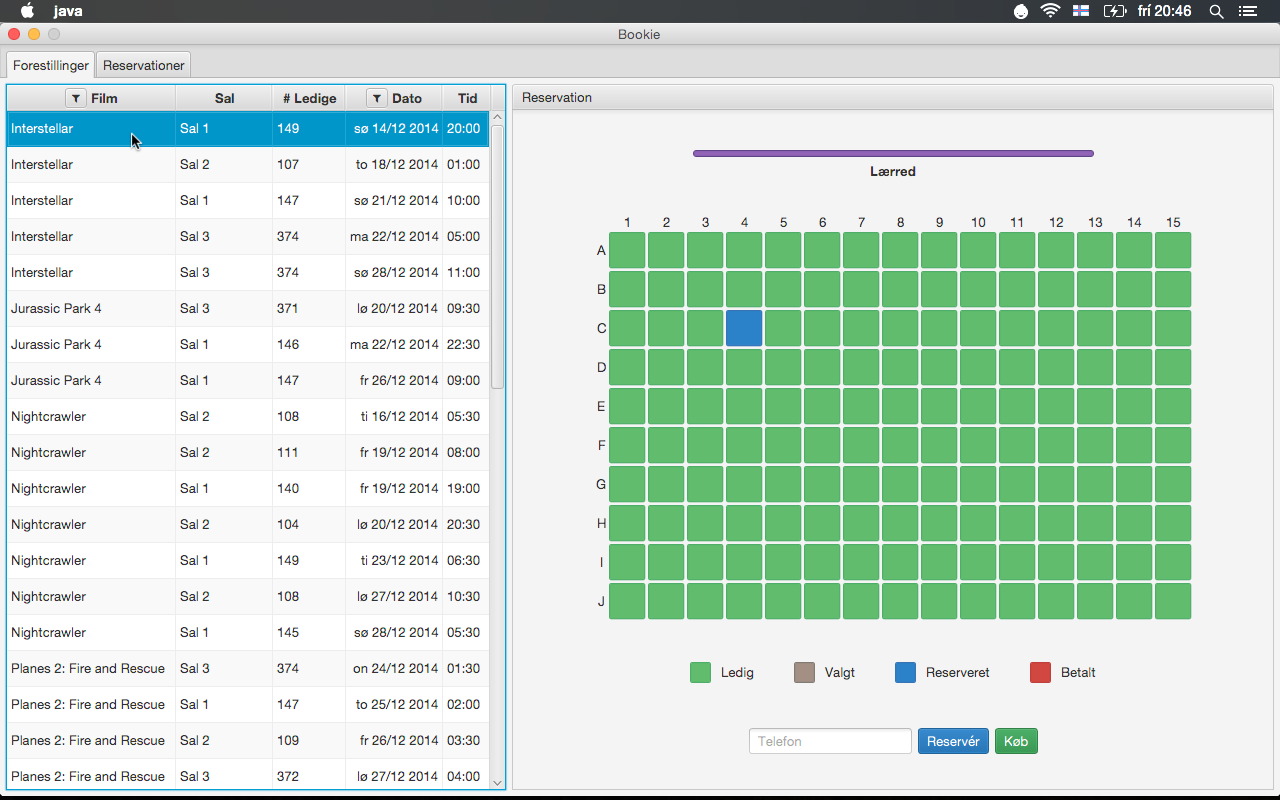 java
frí 20:46
Bookie
Forestillinger Reservationer
Film Sal # Ledige Dato Tid
Interstellar Sal 1 149 sø 14/12 2014 20:00
Interstellar Sal 2 107 to 18/12 2014 01:00
Interstellar Sal 1 147 sø 21/12 2014 10:00
Interstellar Sal 3 374 ma 22/12 2014 05:00
Interstellar Sal 3 374 sø 28/12 2014 11:00
Jurassic Park 4 Sal 3 371 lø 20/12 2014 09:30
Jurassic Park 4 Sal 1 146 ma 22/12 2014 22:30
Jurassic Park 4 Sal 1 147 fr 26/12 2014 09:00
Nightcrawler Sal 2 108 ti 16/12 2014 05:30
Nightcrawler Sal 2 111 fr 19/12 2014 08:00
Nightcrawler Sal 1 140 fr 19/12 2014 19:00
Nightcrawler Sal 2 104 lø 20/12 2014 20:30
Nightcrawler Sal 1 149 ti 23/12 2014 06:30
Nightcrawler Sal 2 108 lø 27/12 2014 10:30
Nightcrawler Sal 1 145 sø 28/12 2014 05:30
Planes 2: Fire and Rescue Sal 3 374 on 24/12 2014 01:30
Planes 2: Fire and Rescue Sal 1 147 to 25/12 2014 02:00
Planes 2: Fire and Rescue Sal 2 109 fr 26/12 2014 03:30
Planes 2: Fire and Rescue Sal 3 372 lø 27/12 2014 04:00
Reservation
Lærred
1 2 3 4 5 6 7 8 9 10 11 12 13 14 15
A
B
C
D
E
F
G
H
I
J
Ledig Valgt Reserveret Betalt
Telefon Reservér Køb